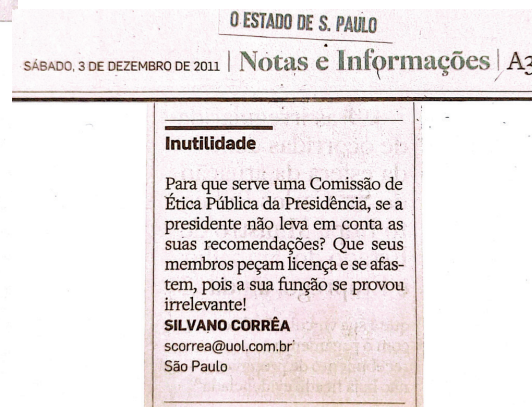 O ESTADO DE S. PAULO
SÁBADO, 3 DE DEZEMBRO DE 2011 | Notas e Informações | A3
Inutilidade
Para que serve uma Comissão de
Ética Pública da Presidência, se a
presidente não leva em conta as
suas recomendações? Que seus
membros peçam licença e se afas-
tem, pois a sua função se provou
irrelevante!
SILVANO CORRÊA
scorrea@uol.com.br
São Paulo